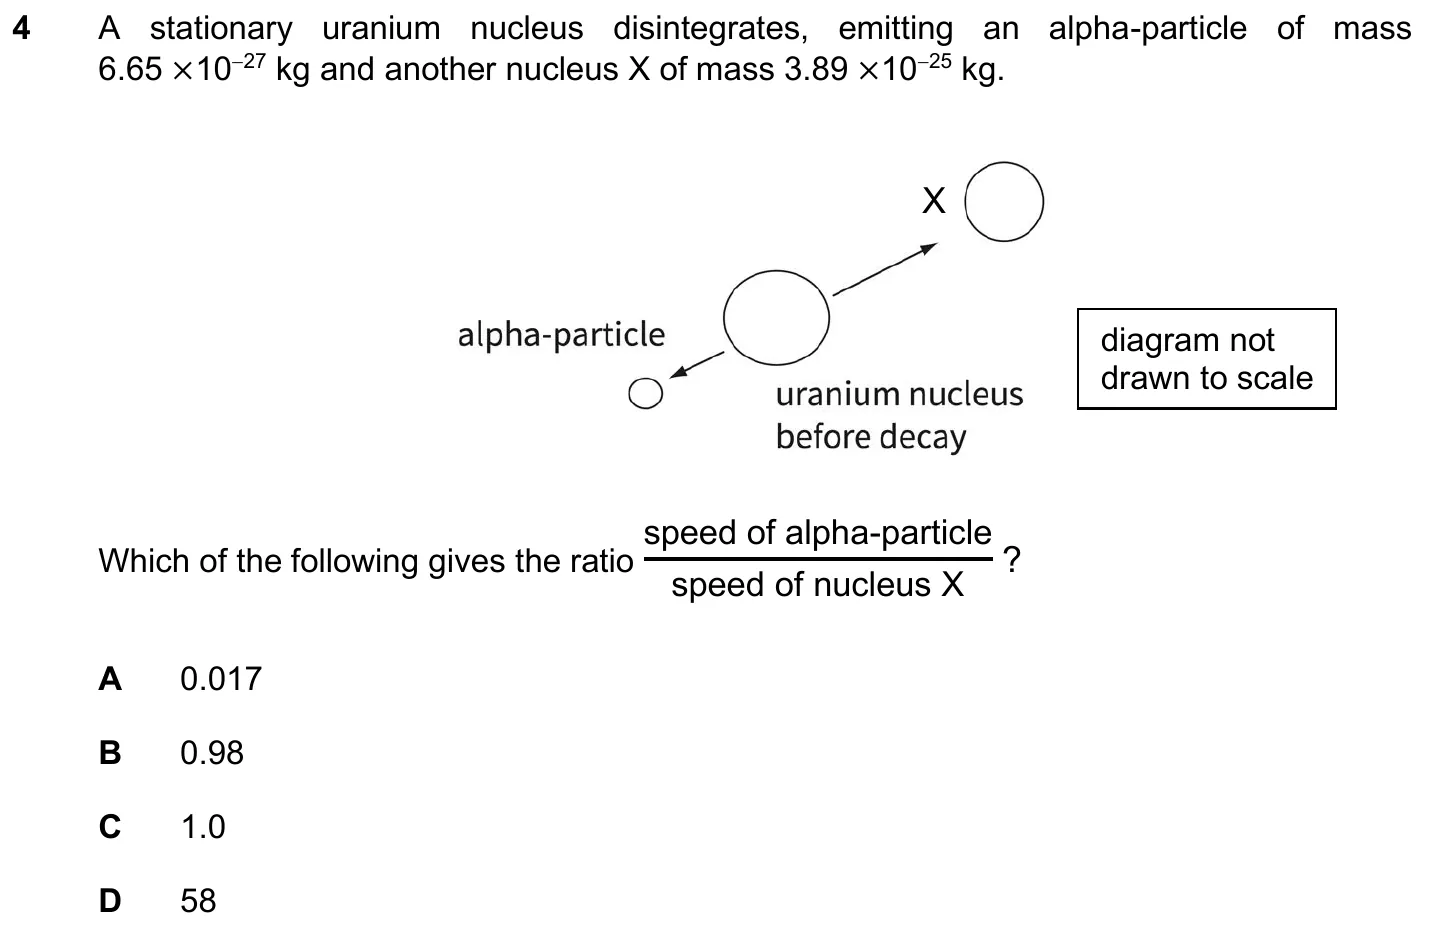 4 A stationary uranium nucleus disintegrates, emitting an alpha-particle of mass
6.65 ×10⁻²⁷ kg and another nucleus X of mass 3.89 ×10⁻²⁵ kg.
X
alpha-particle
diagram not
drawn to scale
uranium nucleus
before decay
speed of alpha-particle
Which of the following gives the ratio ?
speed of nucleus X
A 0.017
B 0.98
C 1.0
D 58